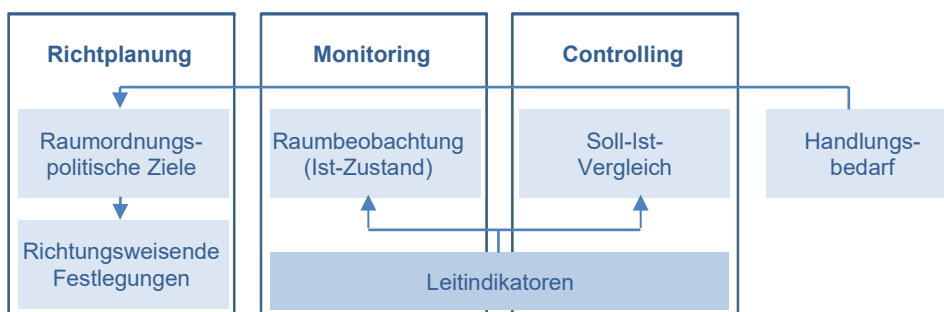 Richtplanung
Monitoring
Controlling
Raumordnungs-
politische Ziele
Raumbeobachtung
(Ist-Zustand)
Soll-Ist-
Vergleich
Handlungs-
bedarf
Richtungsweisende
Festlegungen
Leitindikatoren